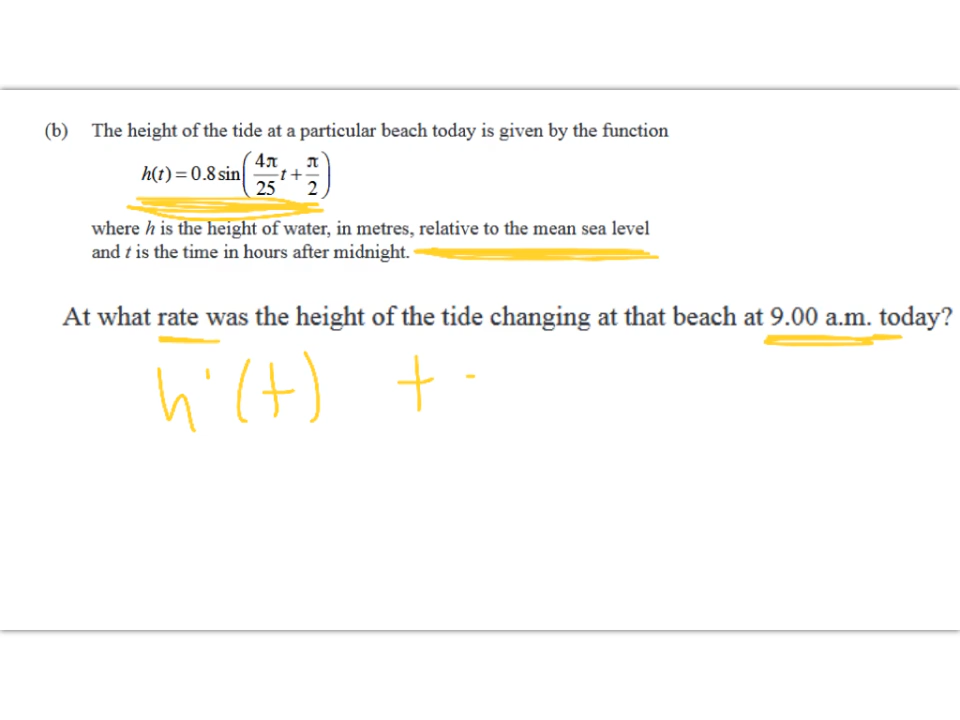 (b) The height of the tide at a particular beach today is given by the function
h(t) = 0.8 sin(4π/25 t + π/2)
where h is the height of water, in metres, relative to the mean sea level
and t is the time in hours after midnight.
At what rate was the height of the tide changing at that beach at 9.00 a.m. today?
h'(t) t -